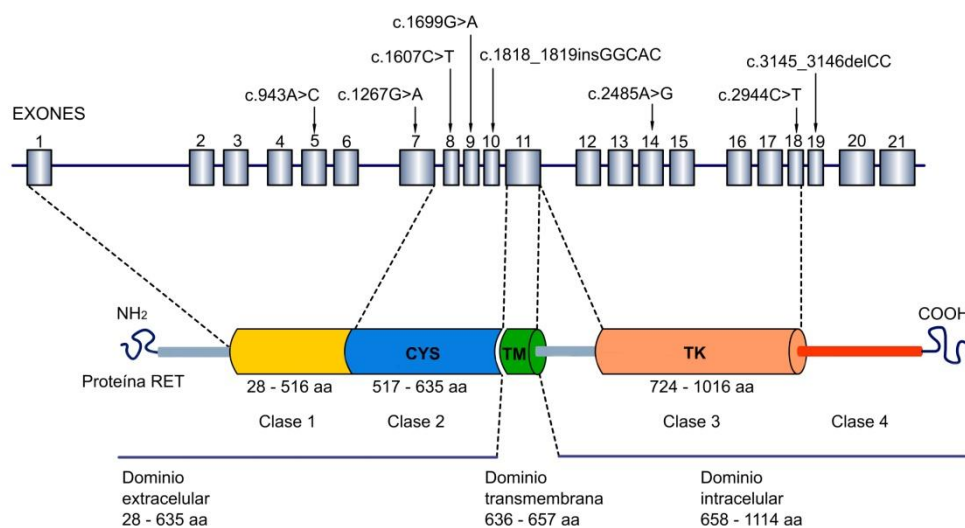 c.1699G>A
c.1607C>T
c.1818_1819insGGCAC
c.3145_3146delCC
c.943A>C
c.1267G>A
c.2485A>G
c.2944C>T
EXONES
1 2 3 4 5 6 7 8 9 10 11 12 13 14 15 16 17 18 19 20 21
NH2
COOH
CYS TM TK
Proteína RET
28 - 516 aa 517 - 635 aa 724 - 1016 aa
Clase 1 Clase 2 Clase 3 Clase 4
Dominio
extracelular
28 - 635 aa
Dominio
transmembrana
636 - 657 aa
Dominio
intracelular
658 - 1114 aa